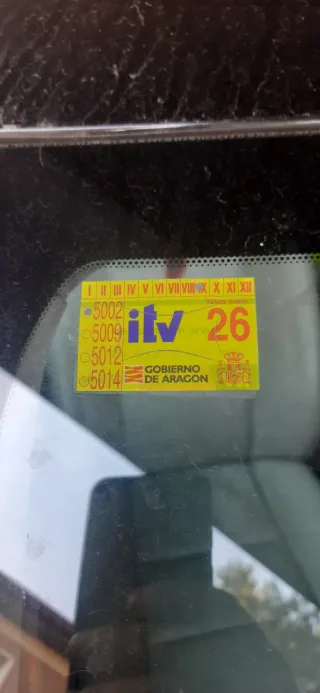 I II III IV V VI VII VIII IX X XI XII
5002
5009
5012
5014
itv
26
GOBIERNO
DE ARAGON